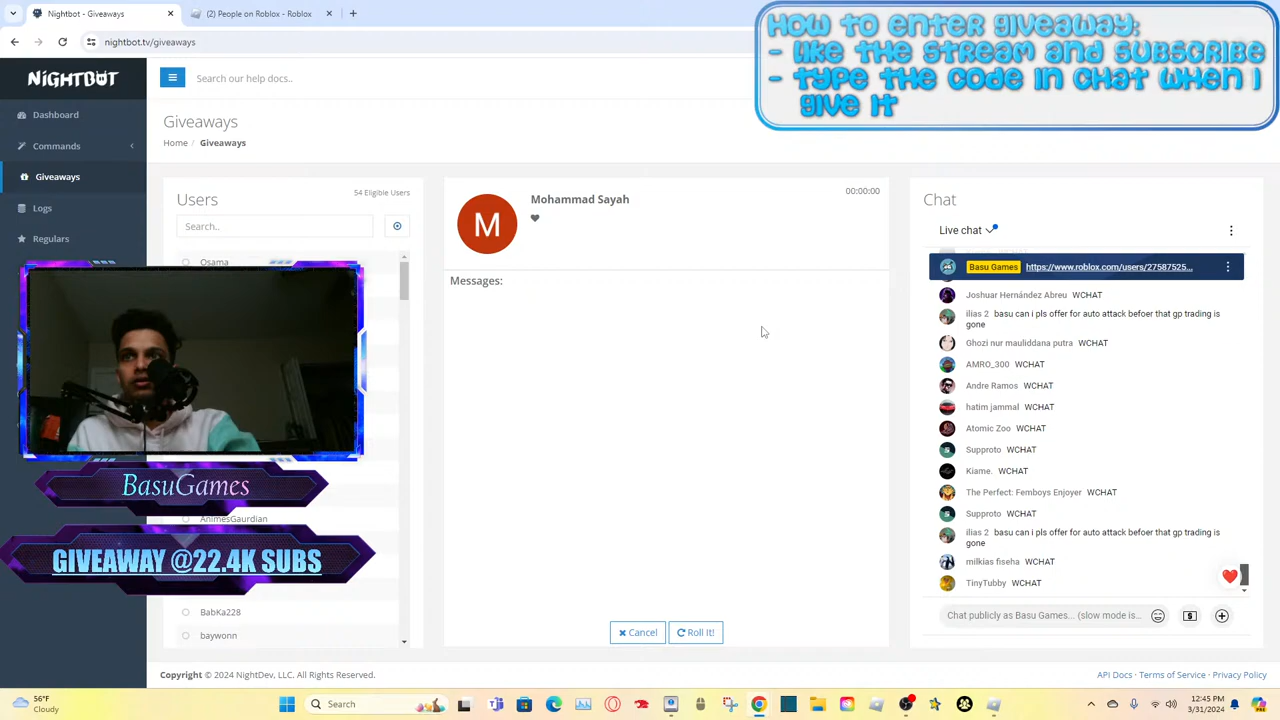 Nightbot - Giveaways
(2) People on Roblox - Roblox
nightbot.tv/giveaways
HOW TO ENTER GIVEAWAY:
- LIKE THE STREAM AND SUBSCRIBE
- TYPE THE CODE IN CHAT WHEN I
GIVE IT
NIGHTBOT
Search our help docs..
Dashboard
Giveaways
Commands
Home / Giveaways
Giveaways
Logs
Regulars
Users
54 Eligible Users
Search..
Osama
AnimesGaurdian
BabKa228
baywonn
BasuGames
GIVEAWAY @22.4K SUBS
M
Mohammad Sayah
00:00:00
Messages:
Cancel
Roll It!
Chat
Live chat
Basu Games https://www.roblox.com/users/27587525...
Joshuar Hernández Abreu WCHAT
ilias 2 basu can i pls offer for auto attack befoer that gp trading is
gone
Ghozi nur mauliddana putra WCHAT
AMRO_300 WCHAT
Andre Ramos WCHAT
hatim jammal WCHAT
Atomic Zoo WCHAT
Supproto WCHAT
Kiame. WCHAT
The Perfect: Femboys Enjoyer WCHAT
Supproto WCHAT
ilias 2 basu can i pls offer for auto attack befoer that gp trading is
gone
milkias fiseha WCHAT
TinyTubby WCHAT
Chat publicly as Basu Games... (slow mode is...
Copyright © 2024 NightDev, LLC. All Rights Reserved.
API Docs · Terms of Service · Privacy Policy
56°F
Cloudy
Search
12:45 PM
3/31/2024